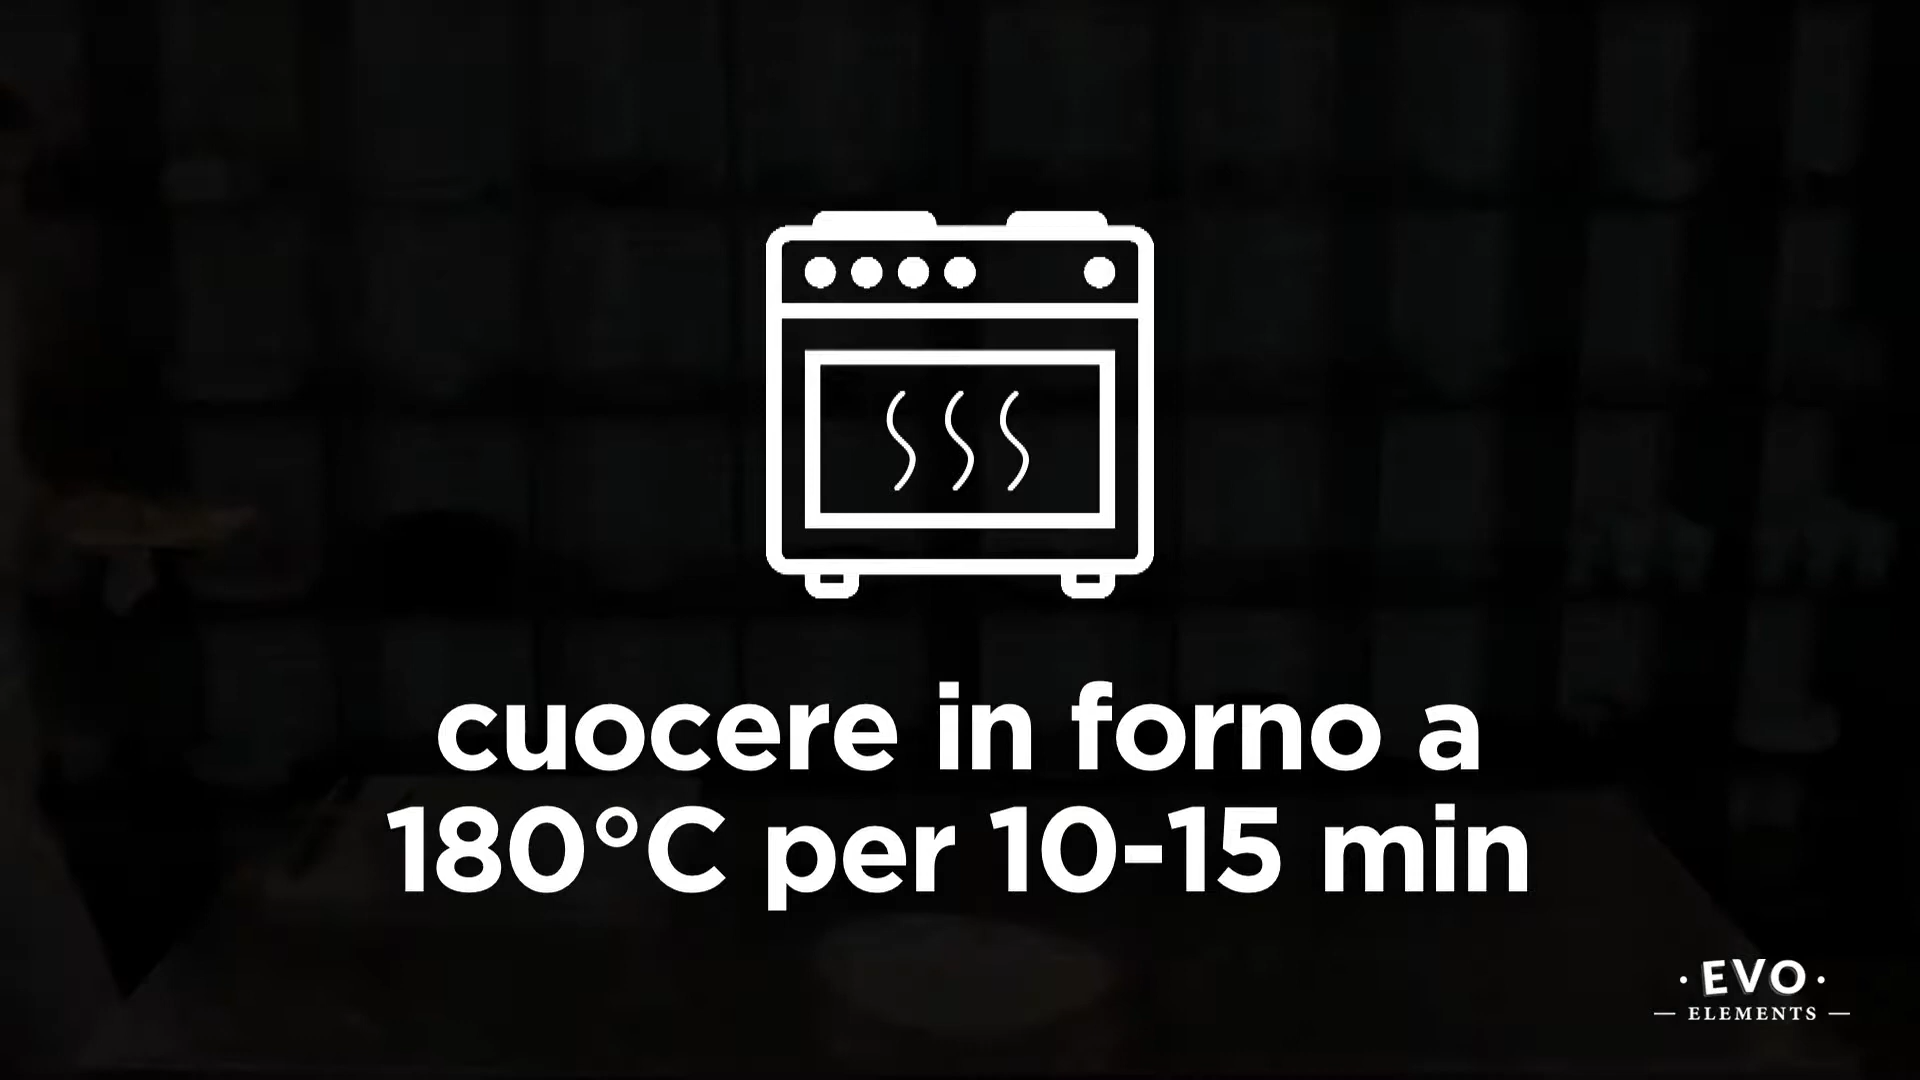 cuocere in forno a
180°C per 10-15 min
· EVO ·
— ELEMENTS —